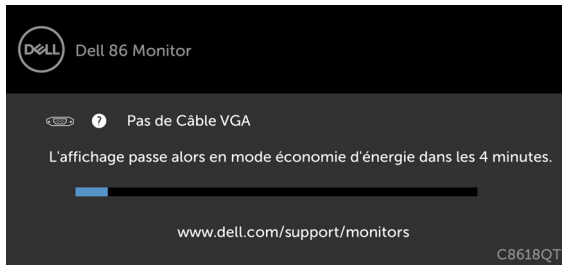 DELL
Dell 86 Monitor
? Pas de Câble VGA
L'affichage passe alors en mode économie d'énergie dans les 4 minutes.
www.dell.com/support/monitors
C8618QT